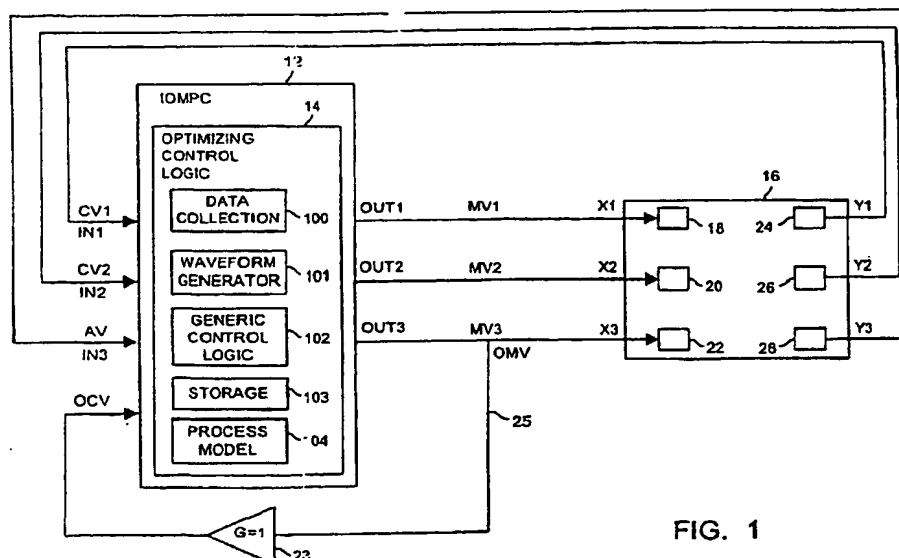 12
IOMPC
14
OPTIMIZING
CONTROL
LOGIC
DATA
COLLECTION
100
WAVEFORM
GENERATOR
101
GENERIC
CONTROL
LOGIC
102
STORAGE
103
PROCESS
MODEL
04
CV1
IN1
CV2
IN2
AV
IN3
OCV
OUT1
MV1
X1
OUT2
MV2
X2
OUT3
MV3
X3
OMV
16
18
24
Y1
20
26
Y2
22
28
Y3
25
G=1
23
FIG. 1